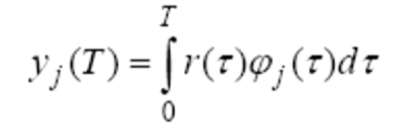 y_j(T) = ∫_0^T r(τ)φ_j(τ)dτ